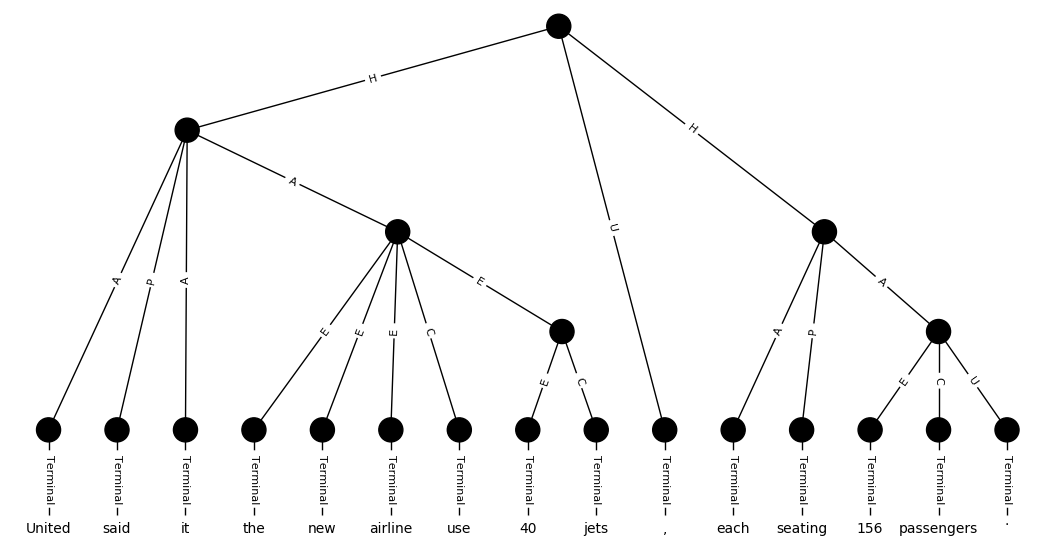 H
H
A
U
A
P
A
E
A
E
E
E
C
A
P
E
C
E
C
U
Terminal Terminal Terminal Terminal Terminal Terminal Terminal Terminal Terminal Terminal Terminal Terminal Terminal Terminal Terminal
United said it the new airline use 40 jets , each seating 156 passengers .